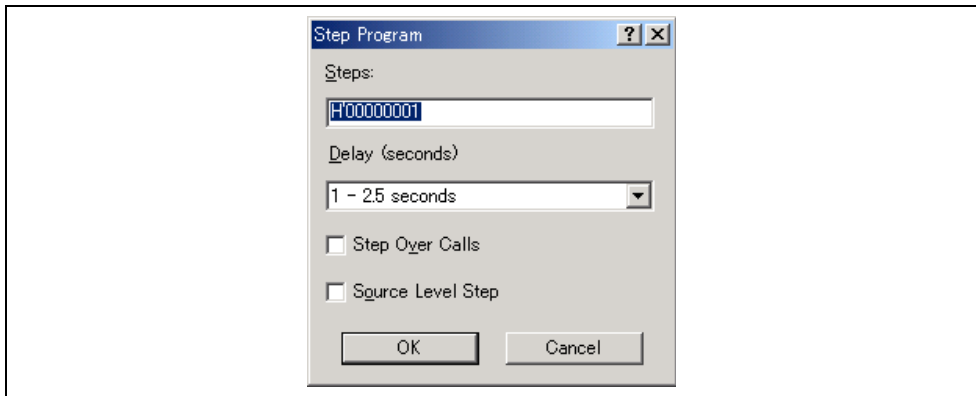 Step Program
Steps:
H'00000001
Delay (seconds)
1 - 2.5 seconds
Step Over Calls
Source Level Step
OK
Cancel